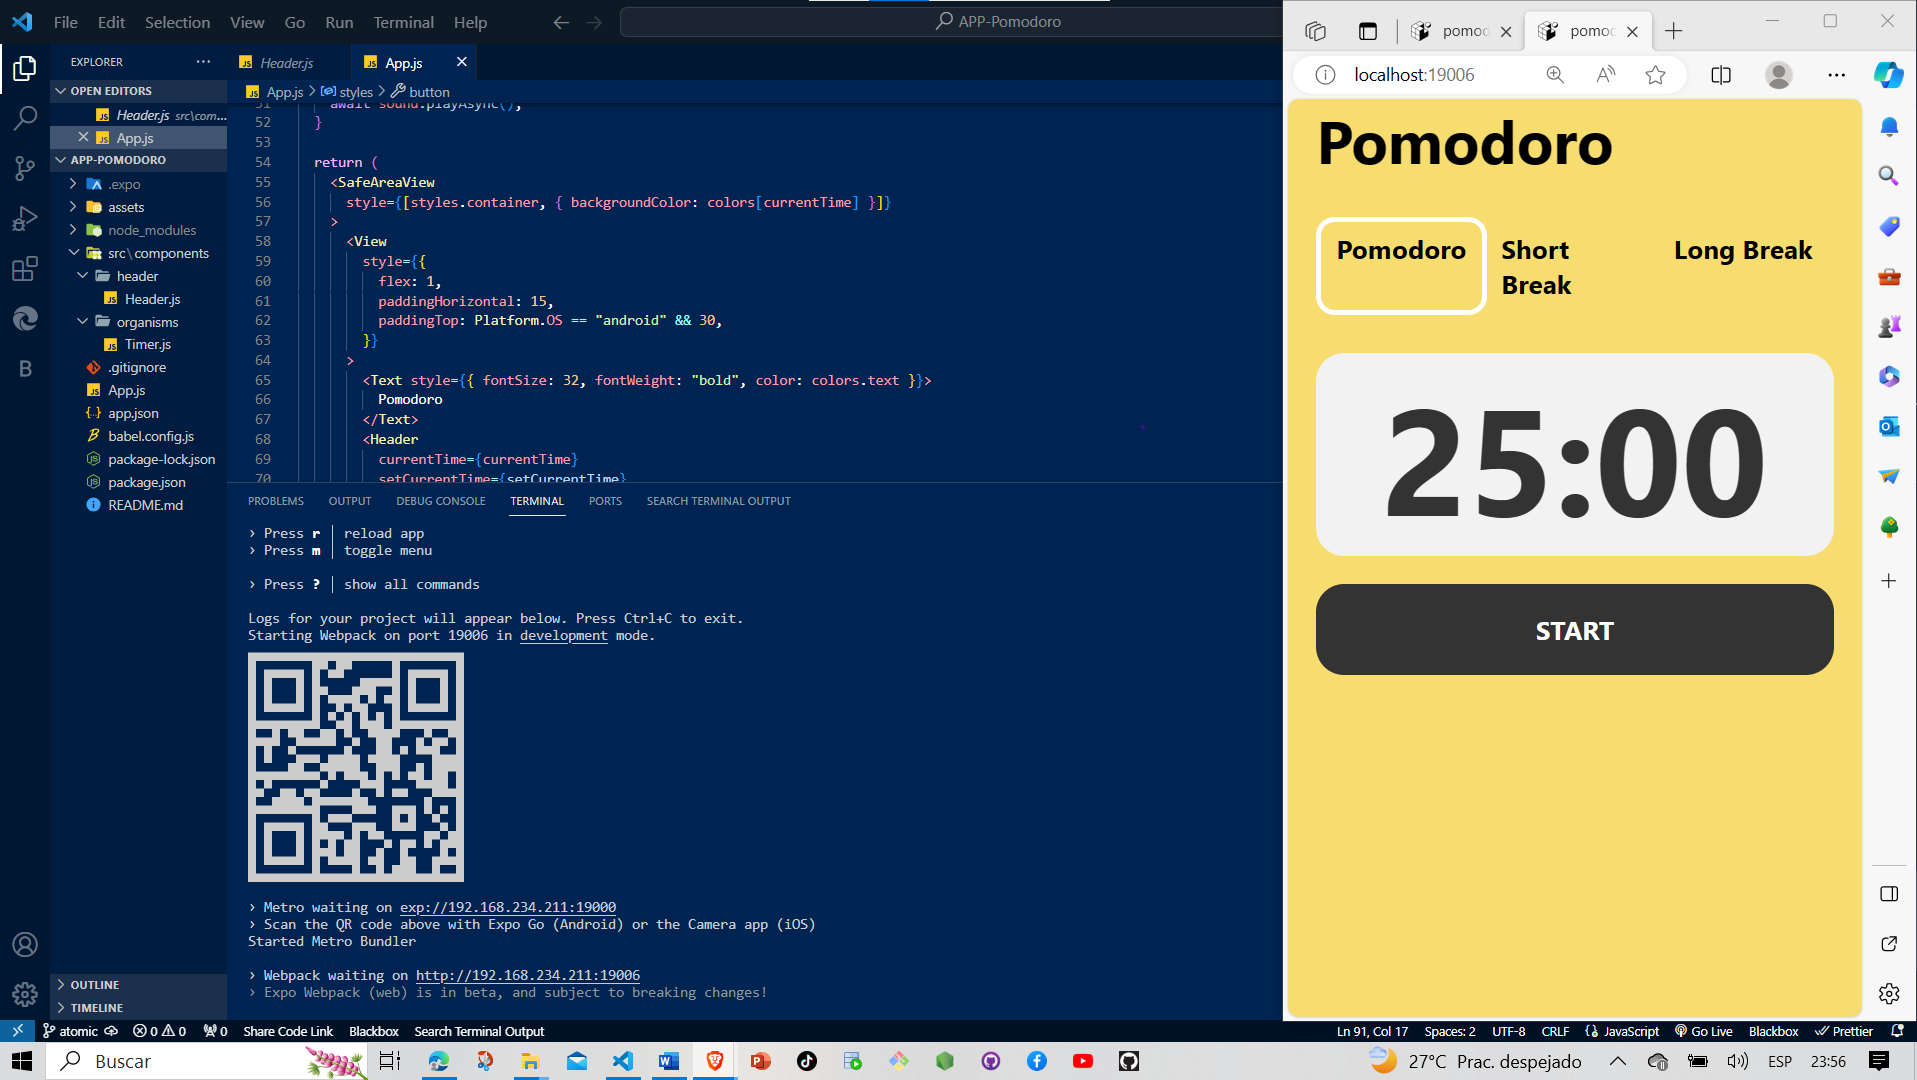 File Edit Selection View Go Run Terminal Help
APP-Pomodoro
EXPLORER
OPEN EDITORS
Header.js src\com...
App.js
APP-POMODORO
.expo
assets
node_modules
src\components
header
Header.js
organisms
Timer.js
.gitignore
App.js
app.json
babel.config.js
package-lock.json
package.json
README.md
OUTLINE
TIMELINE
Header.js
App.js
App.js > styles > button
51 await sound.playAsync();
52 }
53
54 return (
55 <SafeAreaView
56 style={[styles.container, { backgroundColor: colors[currentTime] }]}
57 >
58 <View
59 style={{
60 flex: 1,
61 paddingHorizontal: 15,
62 paddingTop: Platform.OS == "android" && 30,
63 }}
64 >
65 <Text style={{ fontSize: 32, fontWeight: "bold", color: colors.text }}>
66 Pomodoro
67 </Text>
68 <Header
69 currentTime={currentTime}
70 setCurrentTime={setCurrentTime}
PROBLEMS OUTPUT DEBUG CONSOLE TERMINAL PORTS SEARCH TERMINAL OUTPUT
› Press r │ reload app
› Press m │ toggle menu
› Press ? │ show all commands
Logs for your project will appear below. Press Ctrl+C to exit.
Starting Webpack on port 19006 in development mode.
› Metro waiting on exp://192.168.234.211:19000
› Scan the QR code above with Expo Go (Android) or the Camera app (iOS)
Started Metro Bundler
› Webpack waiting on http://192.168.234.211:19006
› Expo Webpack (web) is in beta, and subject to breaking changes!
atomic 0 0 0 Share Code Link Blackbox Search Terminal Output
Ln 91, Col 17 Spaces: 2 UTF-8 CRLF JavaScript Go Live Blackbox Prettier
pomod
pomod
localhost:19006
Pomodoro
Pomodoro
Short
Break
Long Break
25:00
START
Buscar
27°C Prac. despejado
ESP
23:56